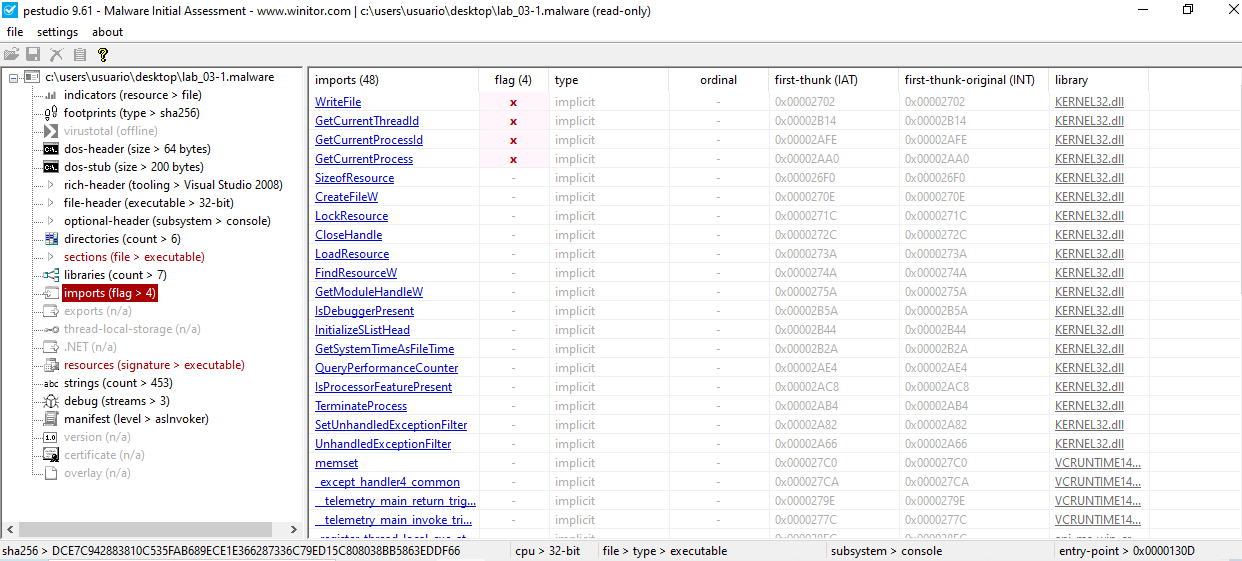 pestudio 9.61 - Malware Initial Assessment - www.winitor.com | c:\users\usuario\desktop\lab_03-1.malware (read-only)
file settings about
c:\users\usuario\desktop\lab_03-1.malware
indicators (resource > file)
footprints (type > sha256)
virustotal (offline)
dos-header (size > 64 bytes)
dos-stub (size > 200 bytes)
rich-header (tooling > Visual Studio 2008)
file-header (executable > 32-bit)
optional-header (subsystem > console)
directories (count > 6)
sections (file > executable)
libraries (count > 7)
imports (flag > 4)
exports (n/a)
thread-local-storage (n/a)
.NET (n/a)
resources (signature > executable)
abc strings (count > 453)
debug (streams > 3)
manifest (level > asInvoker)
1.0 version (n/a)
certificate (n/a)
overlay (n/a)
imports (48) flag (4) type ordinal first-thunk (IAT) first-thunk-original (INT) library
WriteFile x implicit - 0x00002702 0x00002702 KERNEL32.dll
GetCurrentThreadId x implicit - 0x00002B14 0x00002B14 KERNEL32.dll
GetCurrentProcessId x implicit - 0x00002AFE 0x00002AFE KERNEL32.dll
GetCurrentProcess x implicit - 0x00002AA0 0x00002AA0 KERNEL32.dll
SizeofResource - implicit - 0x000026F0 0x000026F0 KERNEL32.dll
CreateFileW - implicit - 0x0000270E 0x0000270E KERNEL32.dll
LockResource - implicit - 0x0000271C 0x0000271C KERNEL32.dll
CloseHandle - implicit - 0x0000272C 0x0000272C KERNEL32.dll
LoadResource - implicit - 0x0000273A 0x0000273A KERNEL32.dll
FindResourceW - implicit - 0x0000274A 0x0000274A KERNEL32.dll
GetModuleHandleW - implicit - 0x0000275A 0x0000275A KERNEL32.dll
IsDebuggerPresent - implicit - 0x00002B5A 0x00002B5A KERNEL32.dll
InitializeSListHead - implicit - 0x00002B44 0x00002B44 KERNEL32.dll
GetSystemTimeAsFileTime - implicit - 0x00002B2A 0x00002B2A KERNEL32.dll
QueryPerformanceCounter - implicit - 0x00002AE4 0x00002AE4 KERNEL32.dll
IsProcessorFeaturePresent - implicit - 0x00002AC8 0x00002AC8 KERNEL32.dll
TerminateProcess - implicit - 0x00002AB4 0x00002AB4 KERNEL32.dll
SetUnhandledExceptionFilter - implicit - 0x00002A82 0x00002A82 KERNEL32.dll
UnhandledExceptionFilter - implicit - 0x00002A66 0x00002A66 KERNEL32.dll
memset - implicit - 0x000027C0 0x000027C0 VCRUNTIME14...
_except_handler4_common - implicit - 0x000027CA 0x000027CA VCRUNTIME14...
__telemetry_main_return_trig... - implicit - 0x0000279E 0x0000279E VCRUNTIME14...
__telemetry_main_invoke_tri... - implicit - 0x0000277C 0x0000277C VCRUNTIME14...
sha256 > DCE7C942883810C535FAB689ECE1E366287336C79ED15C808038BB5863EDDF66 cpu > 32-bit file > type > executable subsystem > console entry-point > 0x0000130D